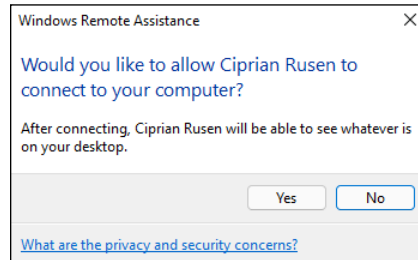 Windows Remote Assistance
Would you like to allow Ciprian Rusen to
connect to your computer?
After connecting, Ciprian Rusen will be able to see whatever is
on your desktop.
Yes No
What are the privacy and security concerns?